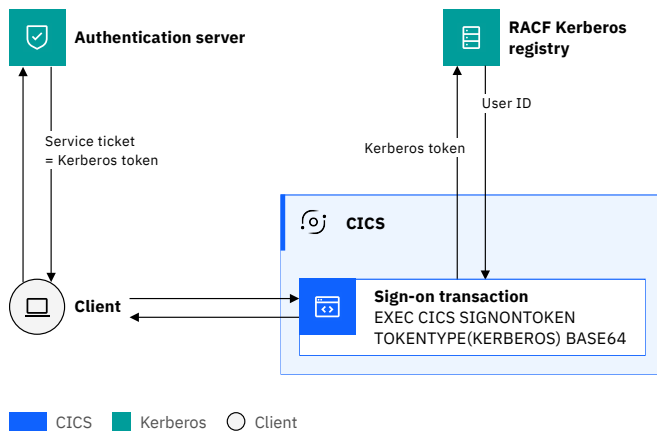 Authentication server
RACF Kerberos
registry
User ID
Service ticket
= Kerberos token
Kerberos token
CICS
Client
Sign-on transaction
EXEC CICS SIGNONTOKEN
TOKENTYPE(KERBEROS) BASE64
CICS
Kerberos
Client